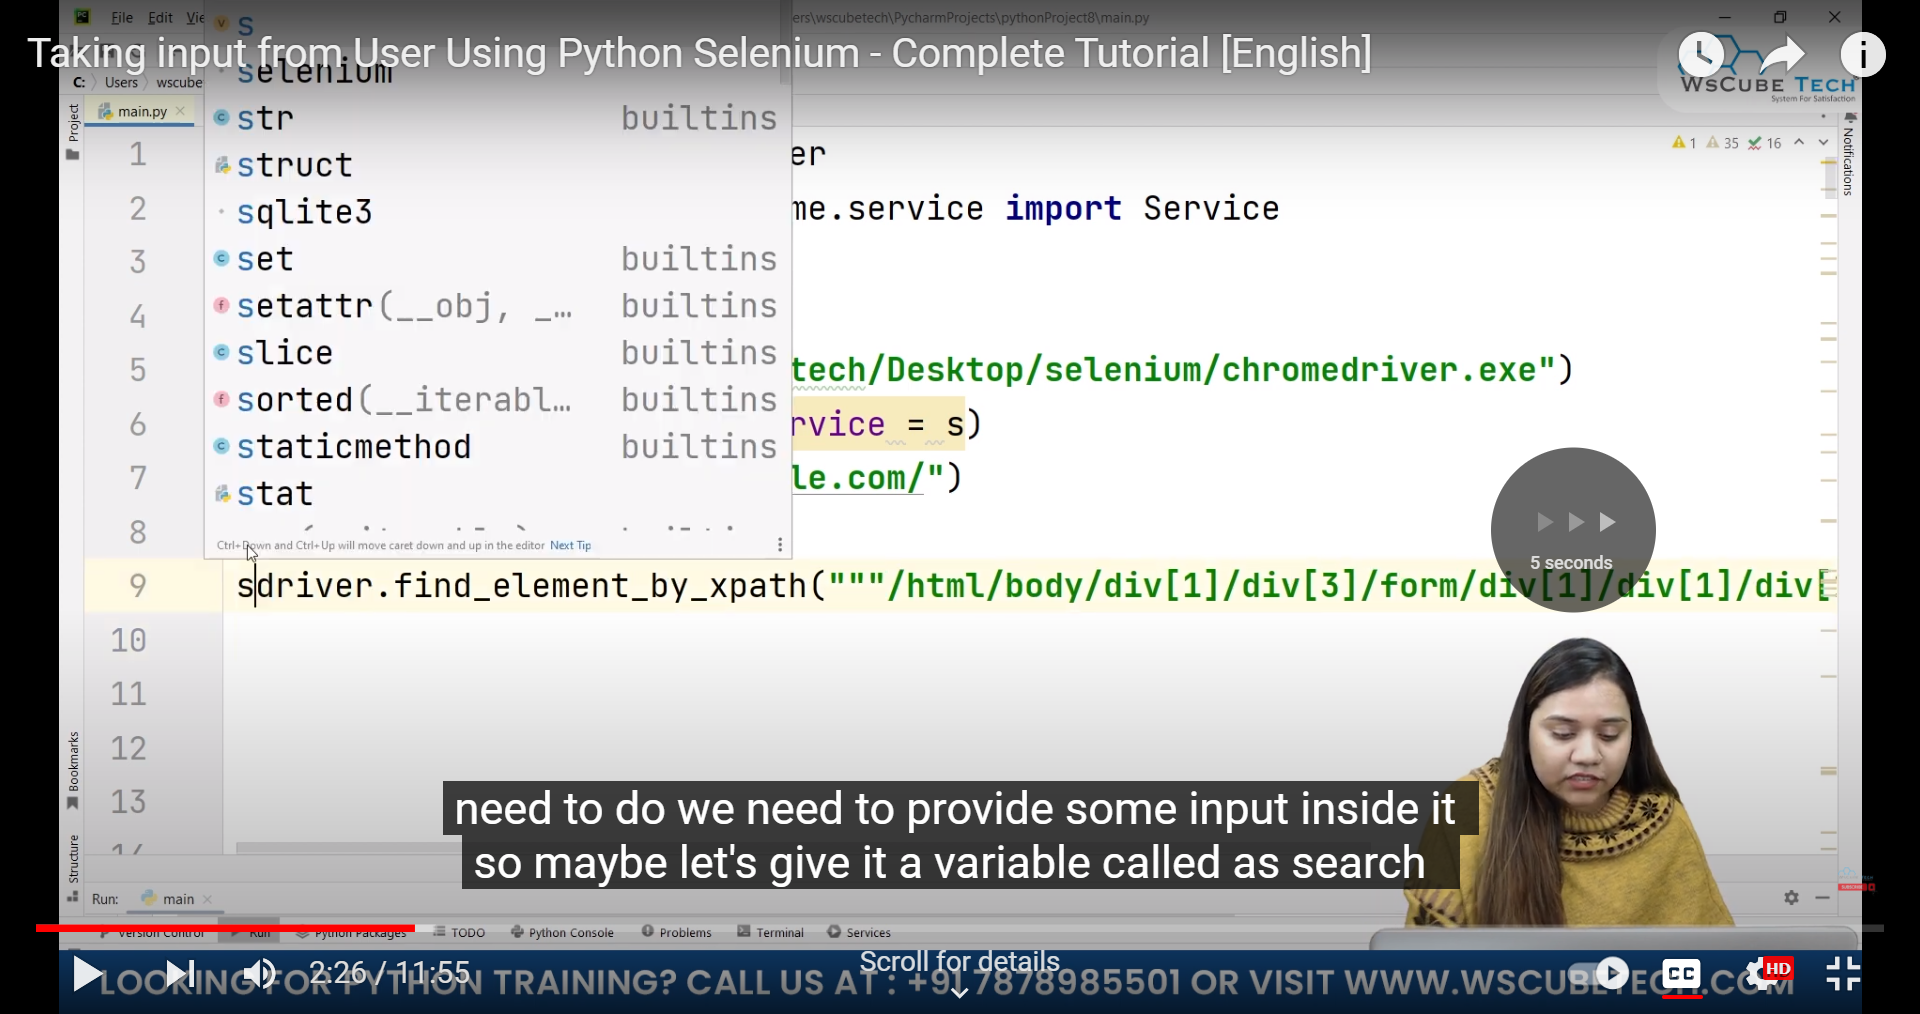 File Edit Vie
ers\wscubetech\PycharmProjects\pythonProject8\main.py
Taking input from User Using Python Selenium - Complete Tutorial [English]
C: Users wscube
WSCUBE TECH
System For Satisfaction
main.py
Project
Notifications
1 35 16
s
selenium
str builtins
struct
sqlite3
set builtins
setattr(__obj, _… builtins
slice builtins
sorted(__iterabl… builtins
staticmethod builtins
stat
Ctrl+Down and Ctrl+Up will move caret down and up in the editor Next Tip
1 er
2 me.service import Service
3
4
5 tech/Desktop/selenium/chromedriver.exe")
6 rvice = s)
7 le.com/")
8
9 sdriver.find_element_by_xpath("""/html/body/div[1]/div[3]/form/div[1]/div[1]/div[
10
11
12
13
14
5 seconds
Bookmarks
Structure
need to do we need to provide some input inside it
so maybe let's give it a variable called as search
Run: main
Version Control Run Python Packages TODO Python Console Problems Terminal Services
Scroll for details
2:26 / 11:55
CC HD
LOOKING FOR PYTHON TRAINING? CALL US AT : +91 7878985501 OR VISIT WWW.WSCUBETECH.COM